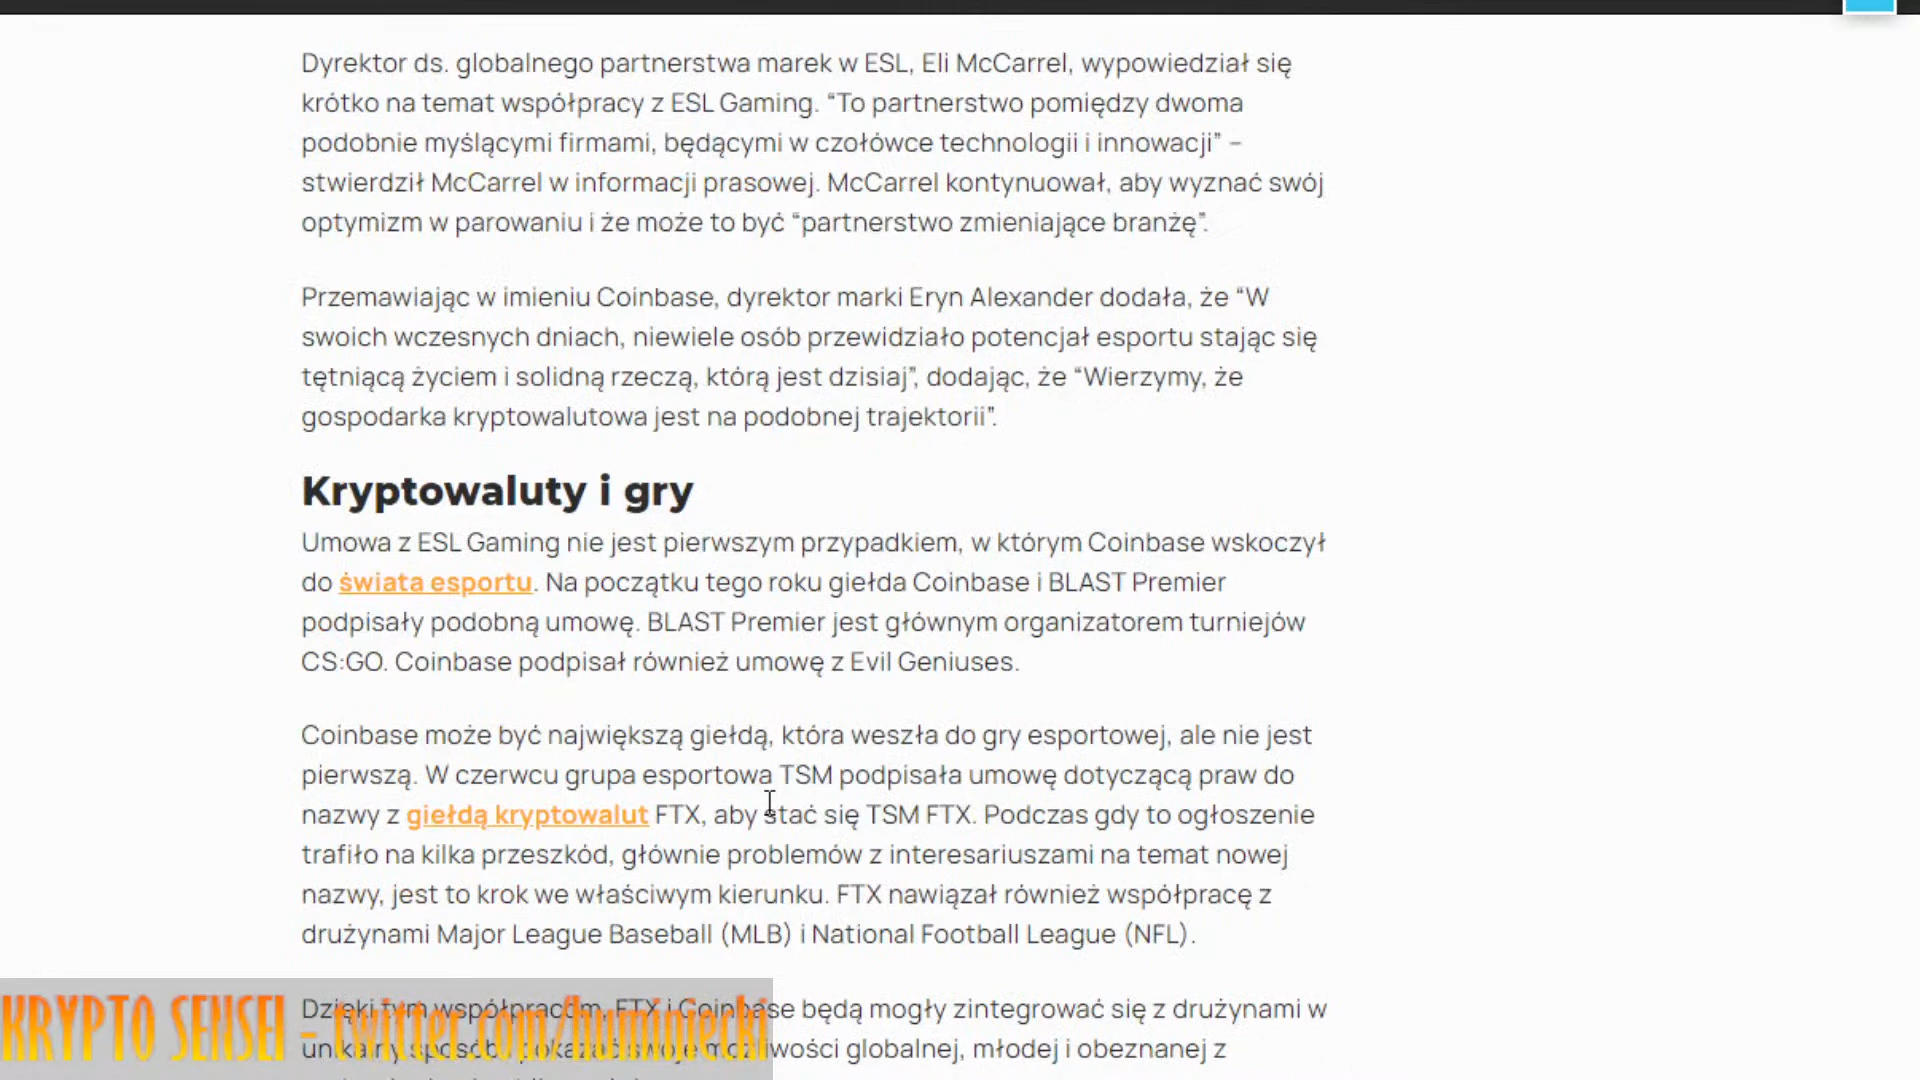 Dyrektor ds. globalnego partnerstwa marek w ESL, Eli McCarrel, wypowiedział się
krótko na temat współpracy z ESL Gaming. “To partnerstwo pomiędzy dwoma
podobnie myślącymi firmami, będącymi w czołówce technologii i innowacji” –
stwierdził McCarrel w informacji prasowej. McCarrel kontynuował, aby wyznać swój
optymizm w parowaniu i że może to być “partnerstwo zmieniające branżę”.
Przemawiając w imieniu Coinbase, dyrektor marki Eryn Alexander dodała, że “W
swoich wczesnych dniach, niewiele osób przewidziało potencjał esportu stając się
tętniącą życiem i solidną rzeczą, którą jest dzisiaj”, dodając, że “Wierzymy, że
gospodarka kryptowalutowa jest na podobnej trajektorii”.
Kryptowaluty i gry
Umowa z ESL Gaming nie jest pierwszym przypadkiem, w którym Coinbase wskoczył
do świata esportu. Na początku tego roku giełda Coinbase i BLAST Premier
podpisały podobną umowę. BLAST Premier jest głównym organizatorem turniejów
CS:GO. Coinbase podpisał również umowę z Evil Geniuses.
Coinbase może być największą giełdą, która weszła do gry esportowej, ale nie jest
pierwszą. W czerwcu grupa esportowa TSM podpisała umowę dotyczącą praw do
nazwy z giełdą kryptowalut FTX, aby stać się TSM FTX. Podczas gdy to ogłoszenie
trafiło na kilka przeszkód, głównie problemów z interesariuszami na temat nowej
nazwy, jest to krok we właściwym kierunku. FTX nawiązał również współpracę z
drużynami Major League Baseball (MLB) i National Football League (NFL).
Dzięki tym współpracom, FTX i Coinbase będą mogły zintegrować się z drużynami w
unikalny sposób, pokazać swoje możliwości globalnej, młodej i obeznanej z
KRYPTO SENSEI - twitter.com/huminiecki